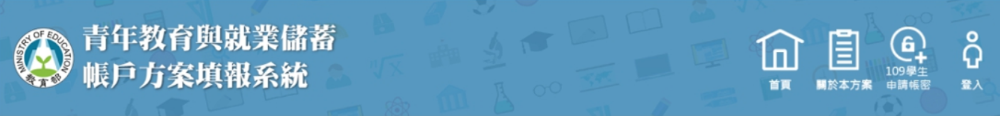 MINISTRY OF EDUCATION
教育部
青年教育與就業儲蓄
帳戶方案填報系統
首頁
關於本方案
109學生
申請帳密
登入